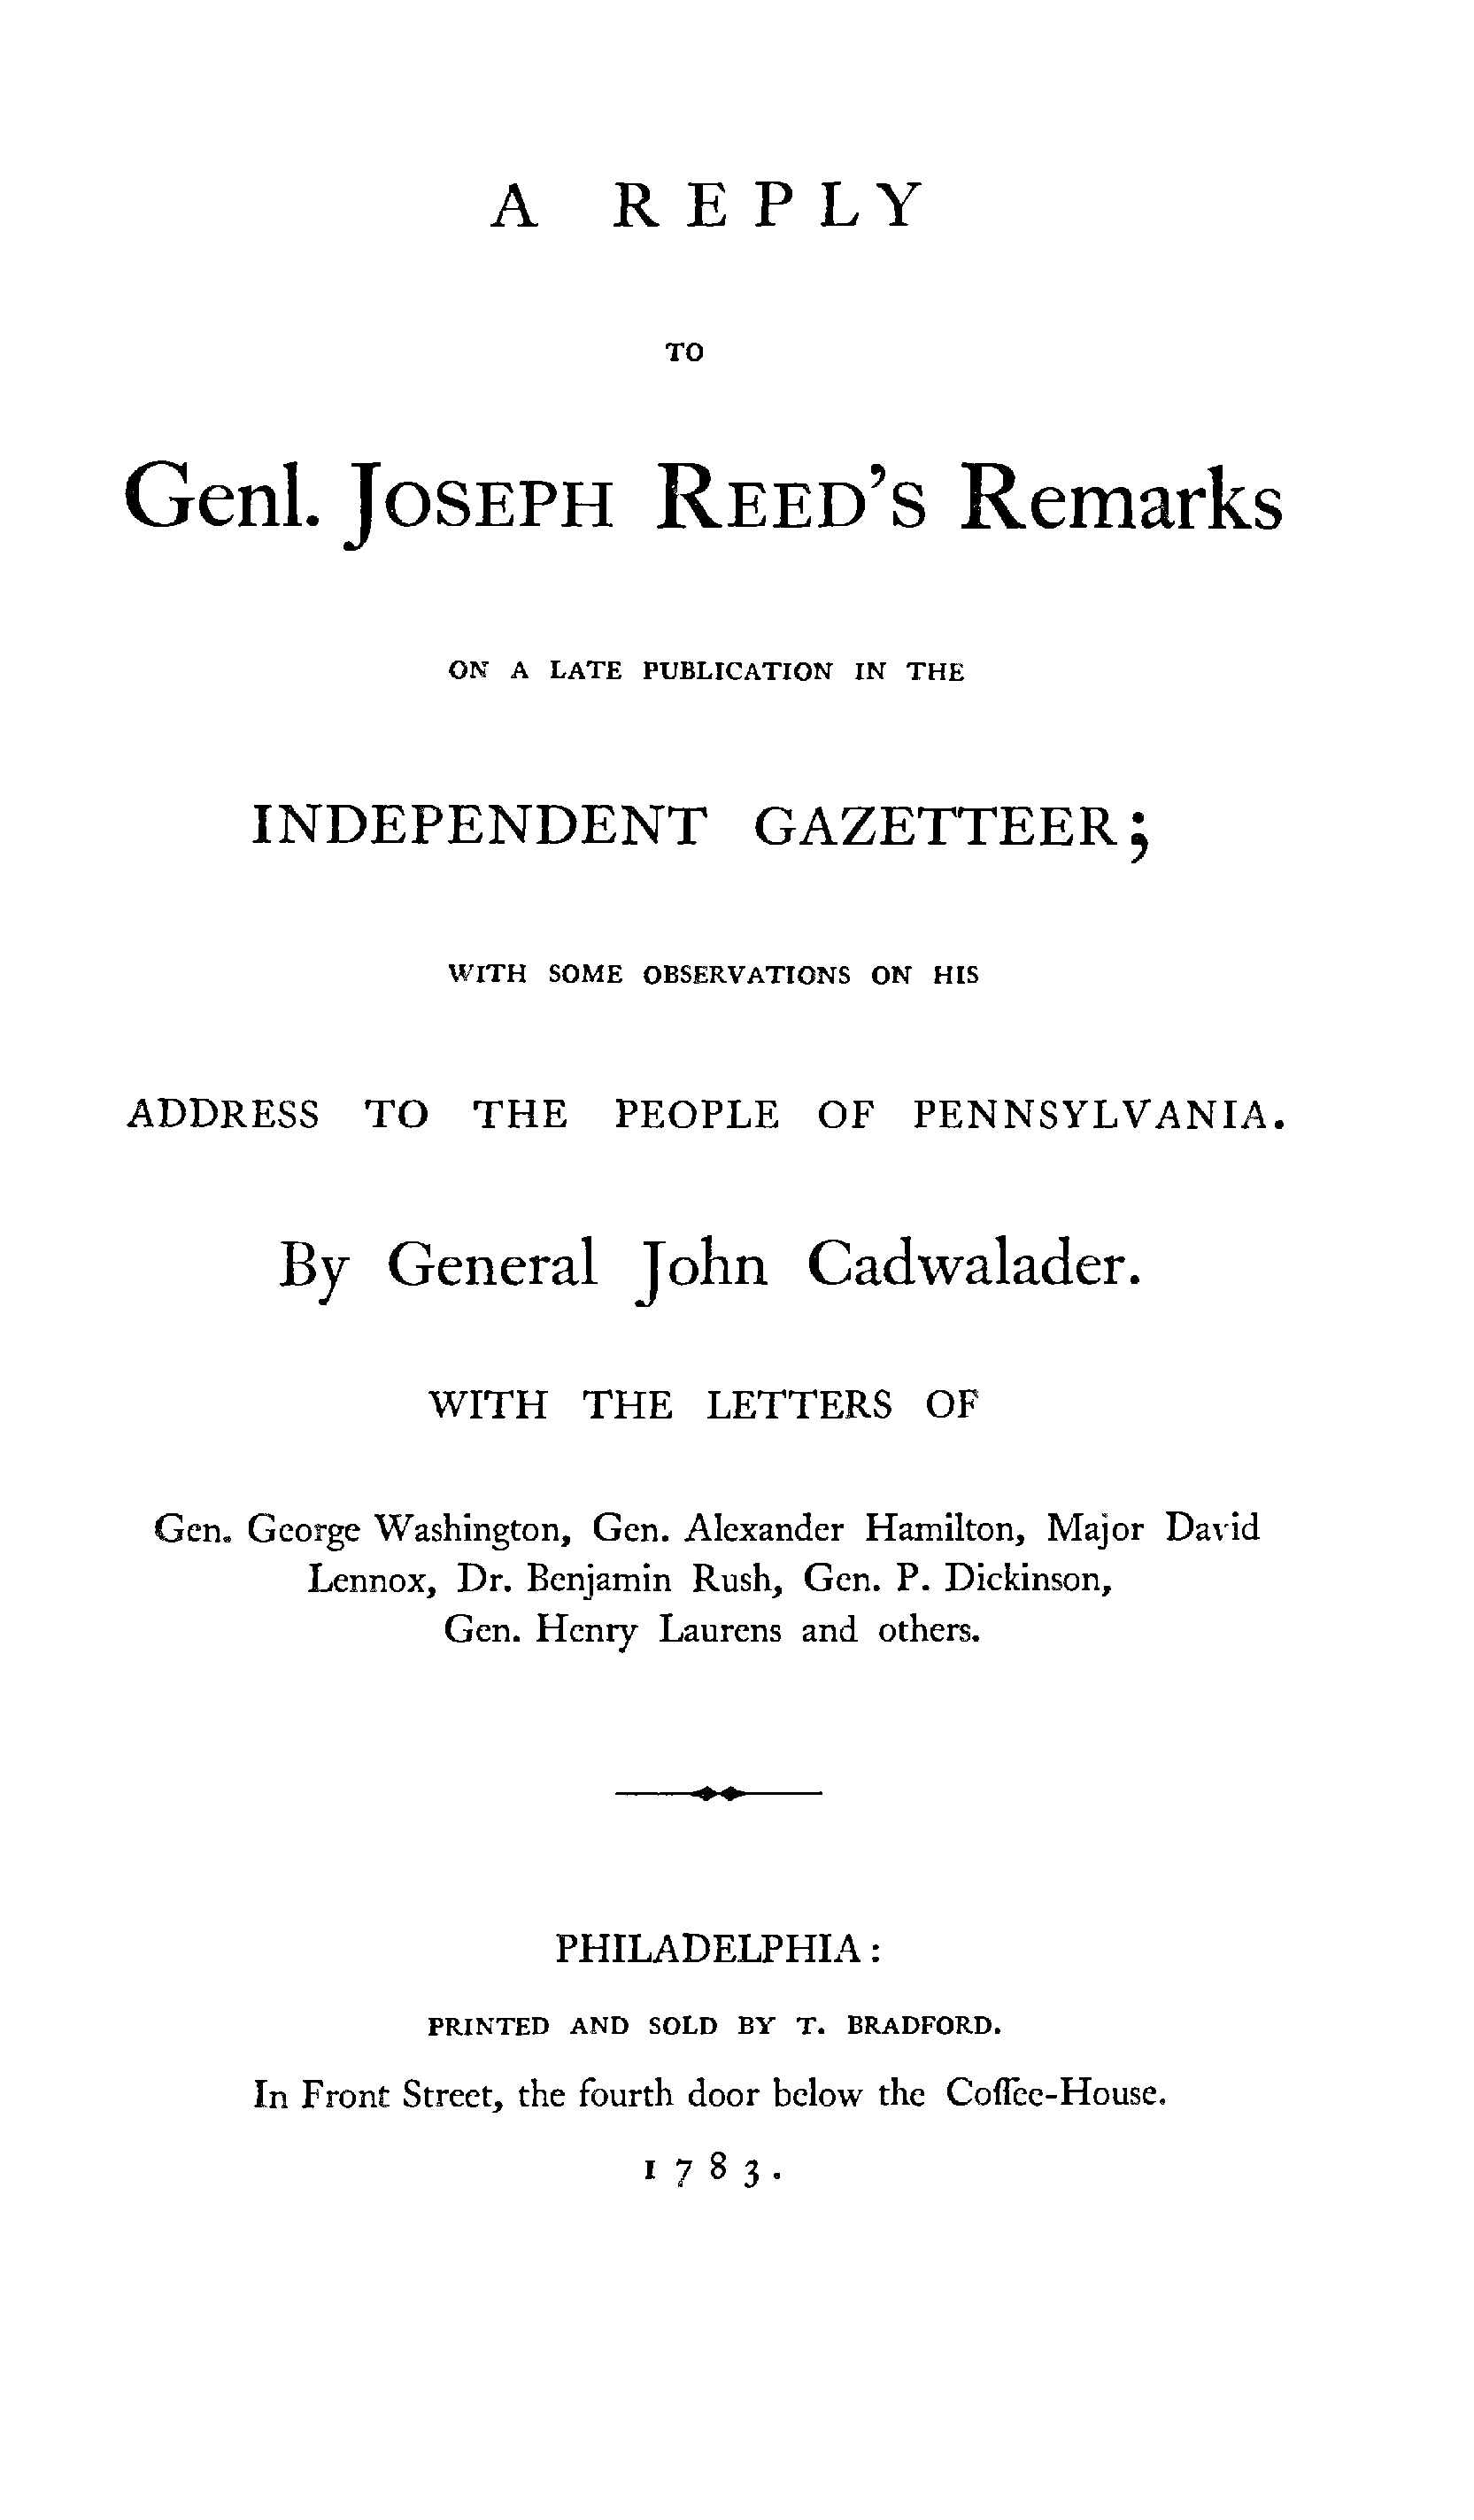 A REPLY
TO
Genl. JOSEPH REED'S Remarks
ON A LATE PUBLICATION IN THE
INDEPENDENT GAZETTEER;
WITH SOME OBSERVATIONS ON HIS
ADDRESS TO THE PEOPLE OF PENNSYLVANIA.
By General John Cadwalader.
WITH THE LETTERS OF
Gen. George Washington, Gen. Alexander Hamilton, Major David
Lennox, Dr. Benjamin Rush, Gen. P. Dickinson,
Gen. Henry Laurens and others.
PHILADELPHIA:
PRINTED AND SOLD BY T. BRADFORD.
In Front Street, the fourth door below the Coffee-House.
1783.